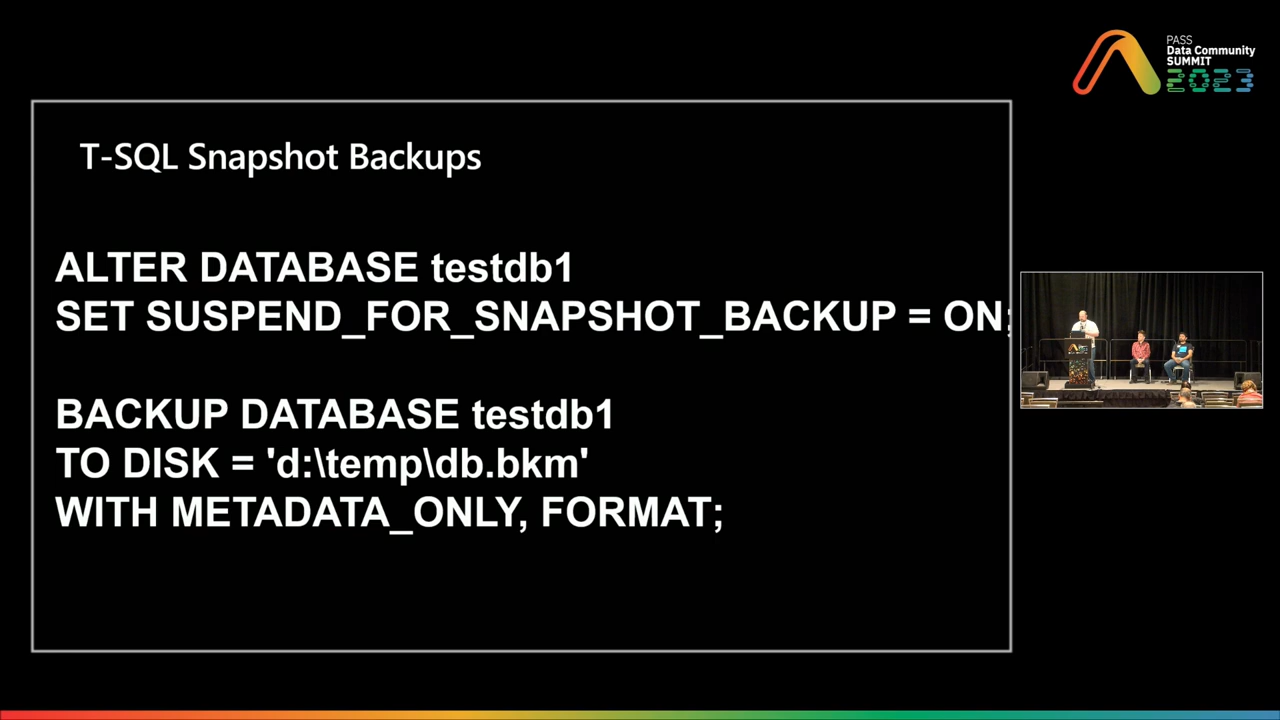 PASS
Data Community
SUMMIT
2023
T-SQL Snapshot Backups
ALTER DATABASE testdb1
SET SUSPEND_FOR_SNAPSHOT_BACKUP = ON;
BACKUP DATABASE testdb1
TO DISK = 'd:\temp\db.bkm'
WITH METADATA_ONLY, FORMAT;